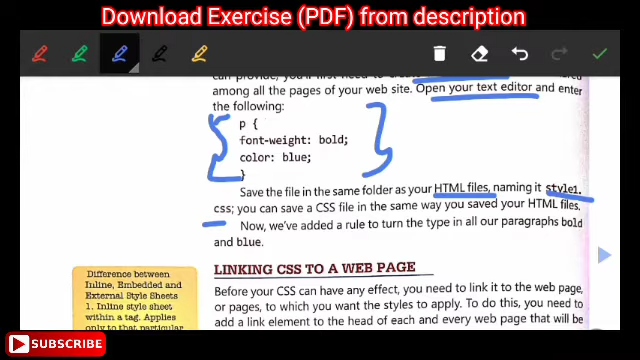 Download Exercise (PDF) from description
among all the pages of your web site. Open your text editor and enter
the following:
p {
font-weight: bold;
color: blue;
}
Save the file in the same folder as your HTML files, naming it style1.
css; you can save a CSS file in the same way you saved your HTML files.
Now, we've added a rule to turn the type in all our paragraphs bold
and blue.
LINKING CSS TO A WEB PAGE
Before your CSS can have any effect, you need to link it to the web page,
or pages, to which you want the styles to apply. To do this, you need to
add a link element to the head of each and every web page that will be
Difference between
Inline, Embedded and
External Style Sheets
1. Inline style sheet
within a tag. Applies
only to that particular
SUBSCRIBE